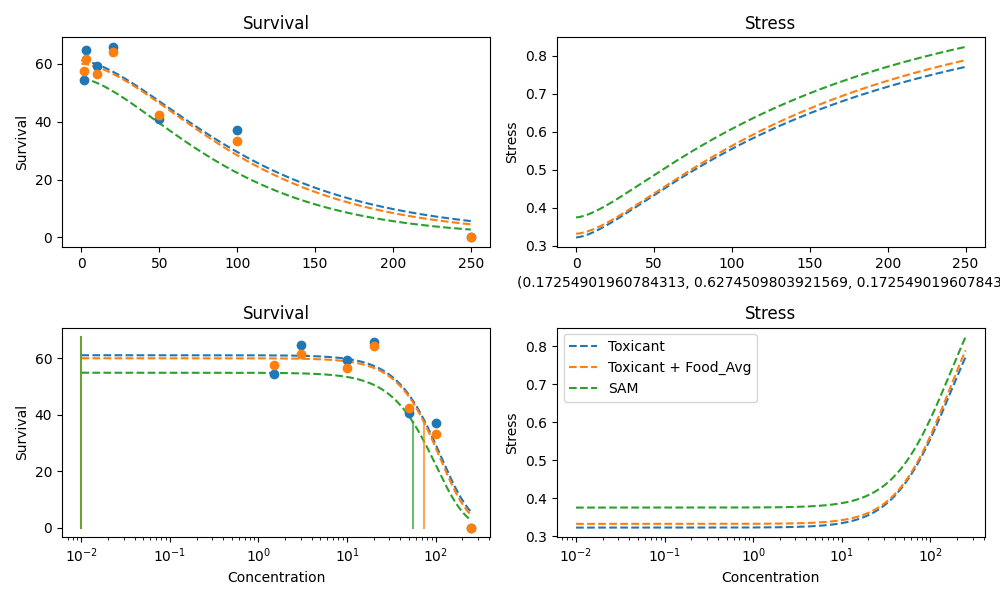 Survival
Survival
60
40
20
0
0 50 100 150 200 250
Stress
Stress
0.8
0.7
0.6
0.5
0.4
0.3
0 50 100 150 200 250
(0.17254901960784313, 0.6274509803921569, 0.1725490196078431
Survival
Survival
60
40
20
0
10⁻² 10⁻¹ 10⁰ 10¹ 10²
Concentration
Stress
Stress
0.8
0.7
0.6
0.5
0.4
0.3
Toxicant
Toxicant + Food_Avg
SAM
10⁻² 10⁻¹ 10⁰ 10¹ 10²
Concentration